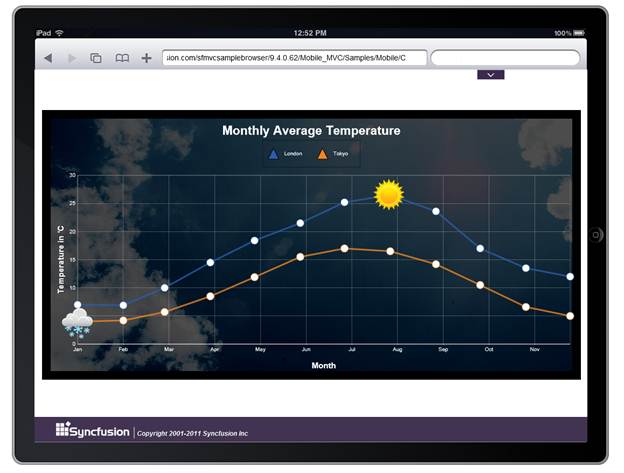 iPad 12:52 PM 100%
ion.com/sfmvcsamplebrowser/9.4.0.62/Mobile_MVC/Samples/Mobile/C
Monthly Average Temperature
London Tokyo
Temperature in °C
30
25
20
15
10
5
0
Jan Feb Mar Apr May Jun Jul Aug Sep Oct Nov
Month
Syncfusion Copyright 2001-2011 Syncfusion Inc